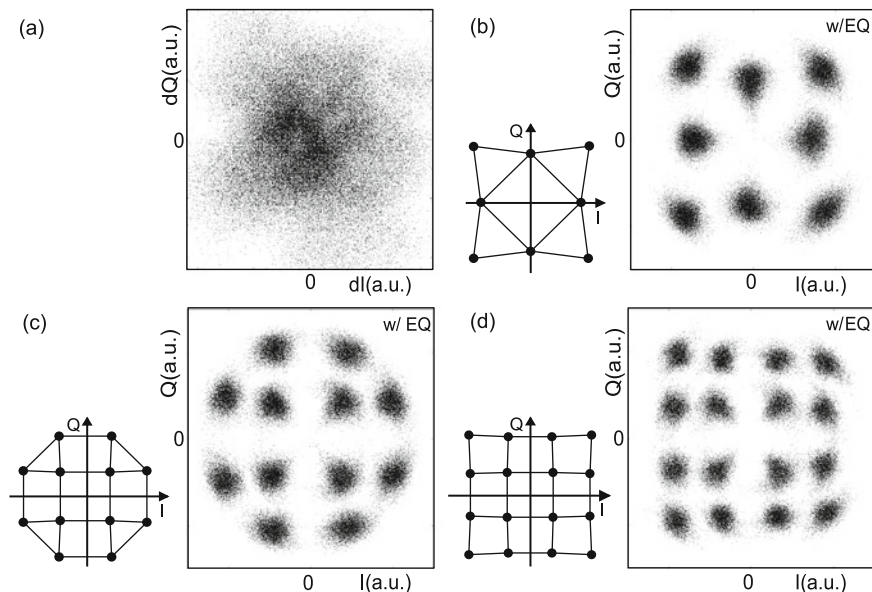 (a)
dQ(a.u.)
0
0
dI(a.u.)
(b)
w/EQ
Q(a.u.)
0
Q
I
0
I(a.u.)
(c)
w/ EQ
Q(a.u.)
0
Q
I
0
I(a.u.)
(d)
w/EQ
Q(a.u.)
0
Q
I
0
I(a.u.)